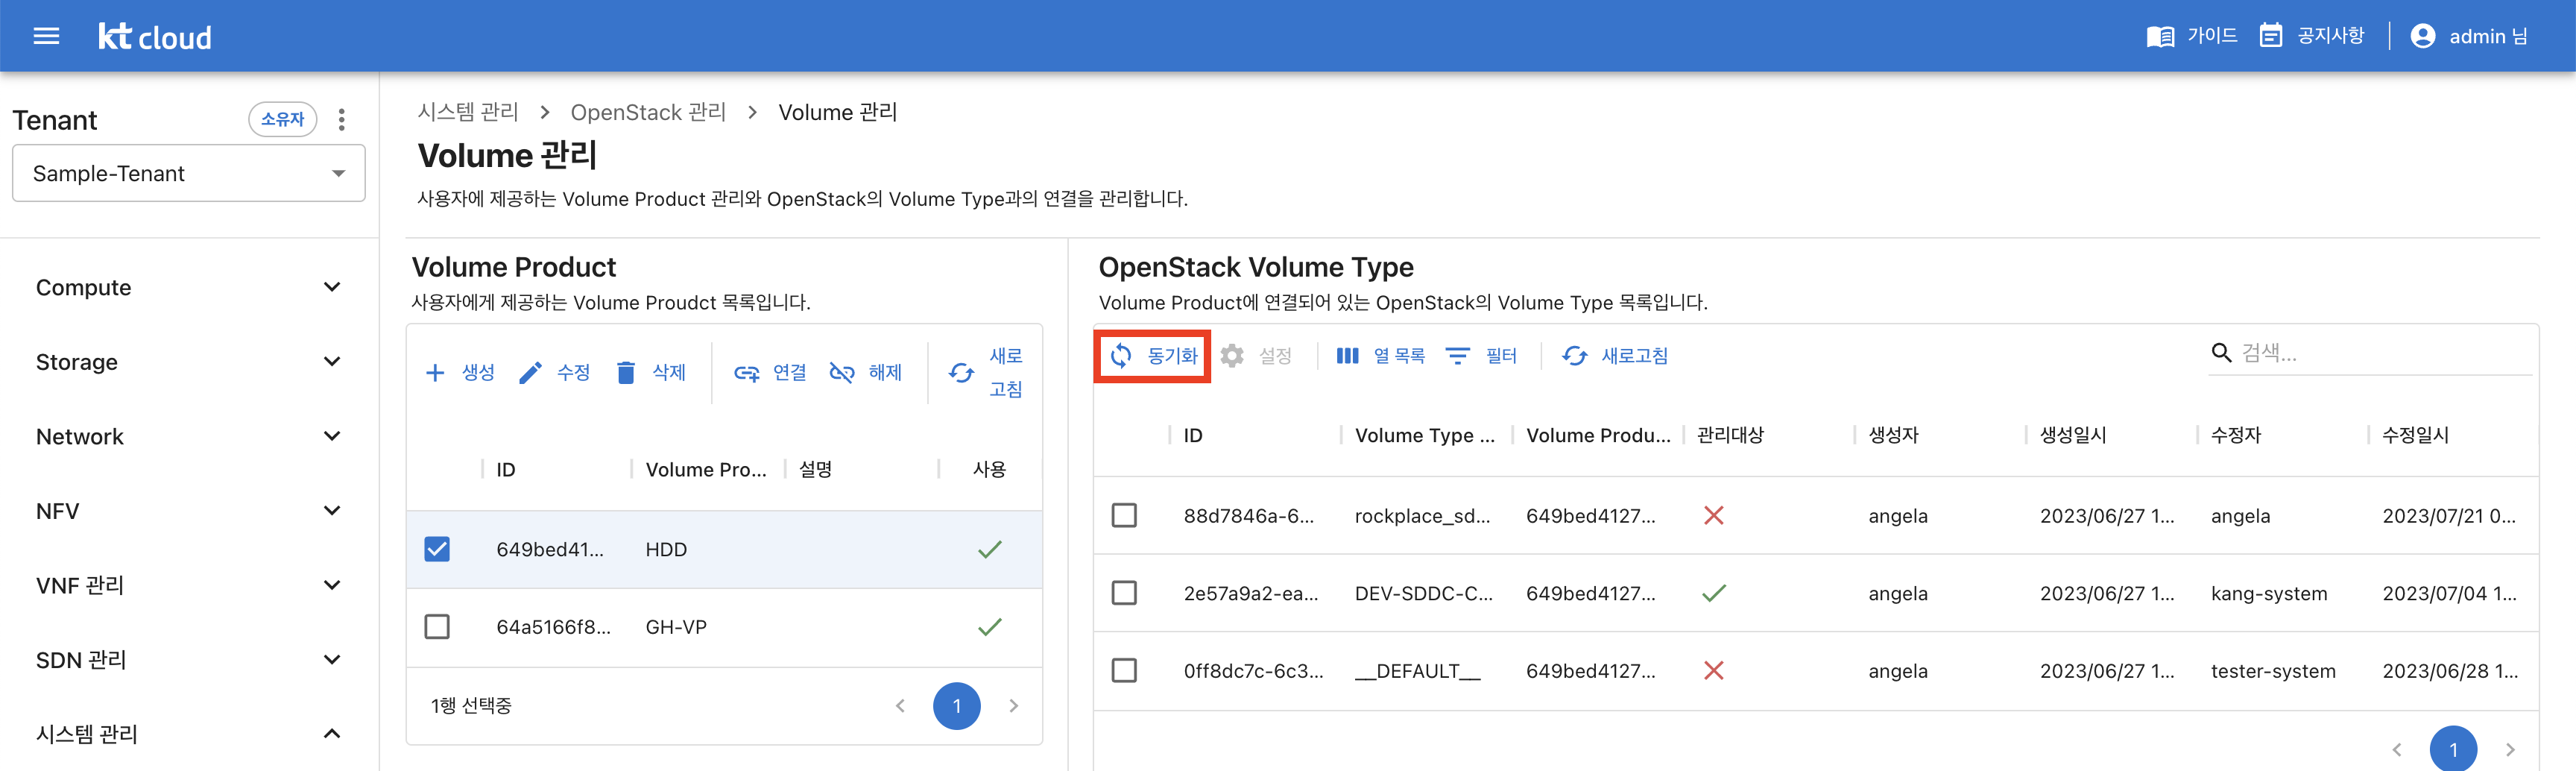 kt cloud
가이드
공지사항
admin 님
Tenant
소유자
Sample-Tenant
Compute
Storage
Network
NFV
VNF 관리
SDN 관리
시스템 관리
시스템 관리 > OpenStack 관리 > Volume 관리
Volume 관리
사용자에 제공하는 Volume Product 관리와 OpenStack의 Volume Type과의 연결을 관리합니다.
Volume Product
사용자에게 제공하는 Volume Proudct 목록입니다.
생성 수정 삭제 연결 해제 새로
고침
ID Volume Pro... 설명 사용
649bed41... HDD
64a5166f8... GH-VP
1행 선택중
1
OpenStack Volume Type
Volume Product에 연결되어 있는 OpenStack의 Volume Type 목록입니다.
동기화 설정 열 목록 필터 새로고침 검색...
ID Volume Type ... Volume Produ... 관리대상 생성자 생성일시 수정자 수정일시
88d7846a-6... rockplace_sd... 649bed4127... angela 2023/06/27 1... angela 2023/07/21 0...
2e57a9a2-ea... DEV-SDDC-C... 649bed4127... angela 2023/06/27 1... kang-system 2023/07/04 1...
0ff8dc7c-6c3... __DEFAULT__ 649bed4127... angela 2023/06/27 1... tester-system 2023/06/28 1...
1